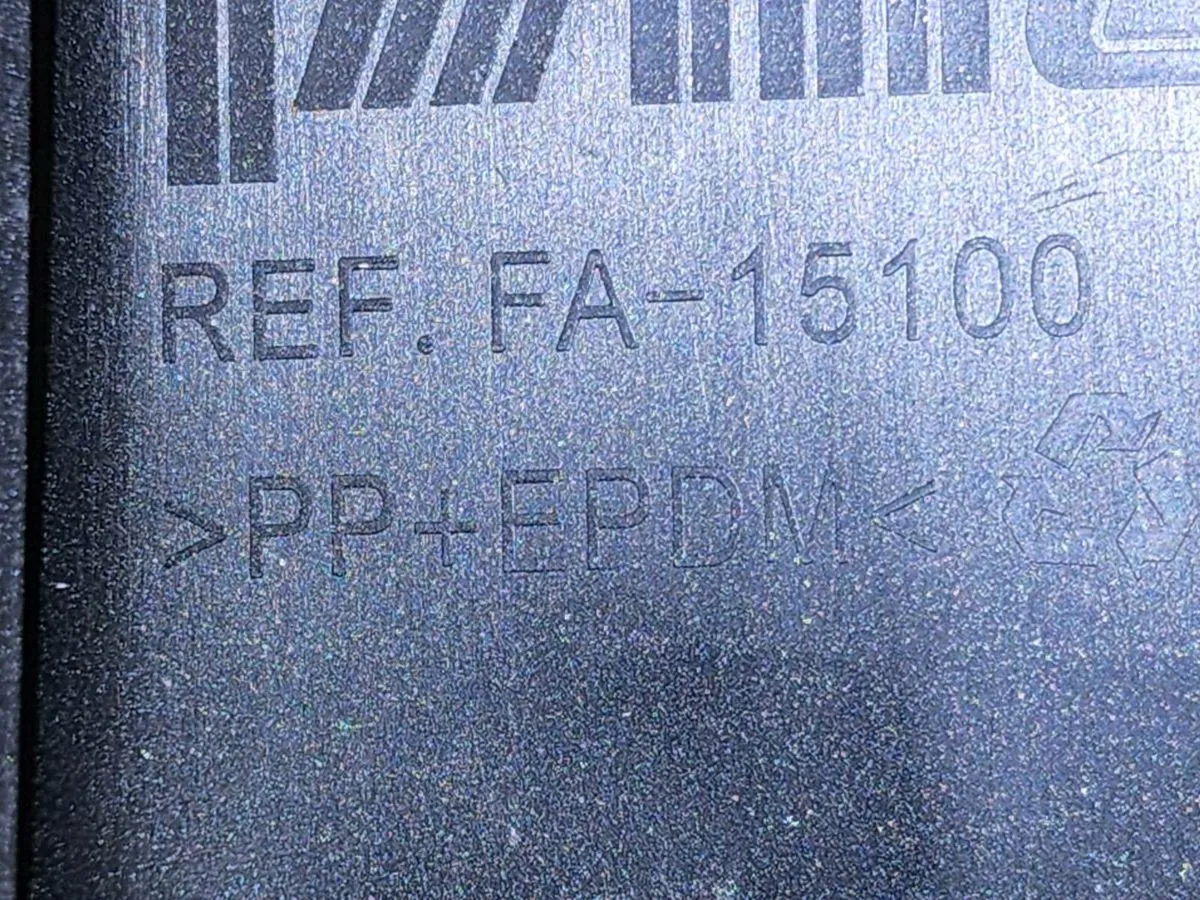 REF. FA-15100
>PP+EPDM<